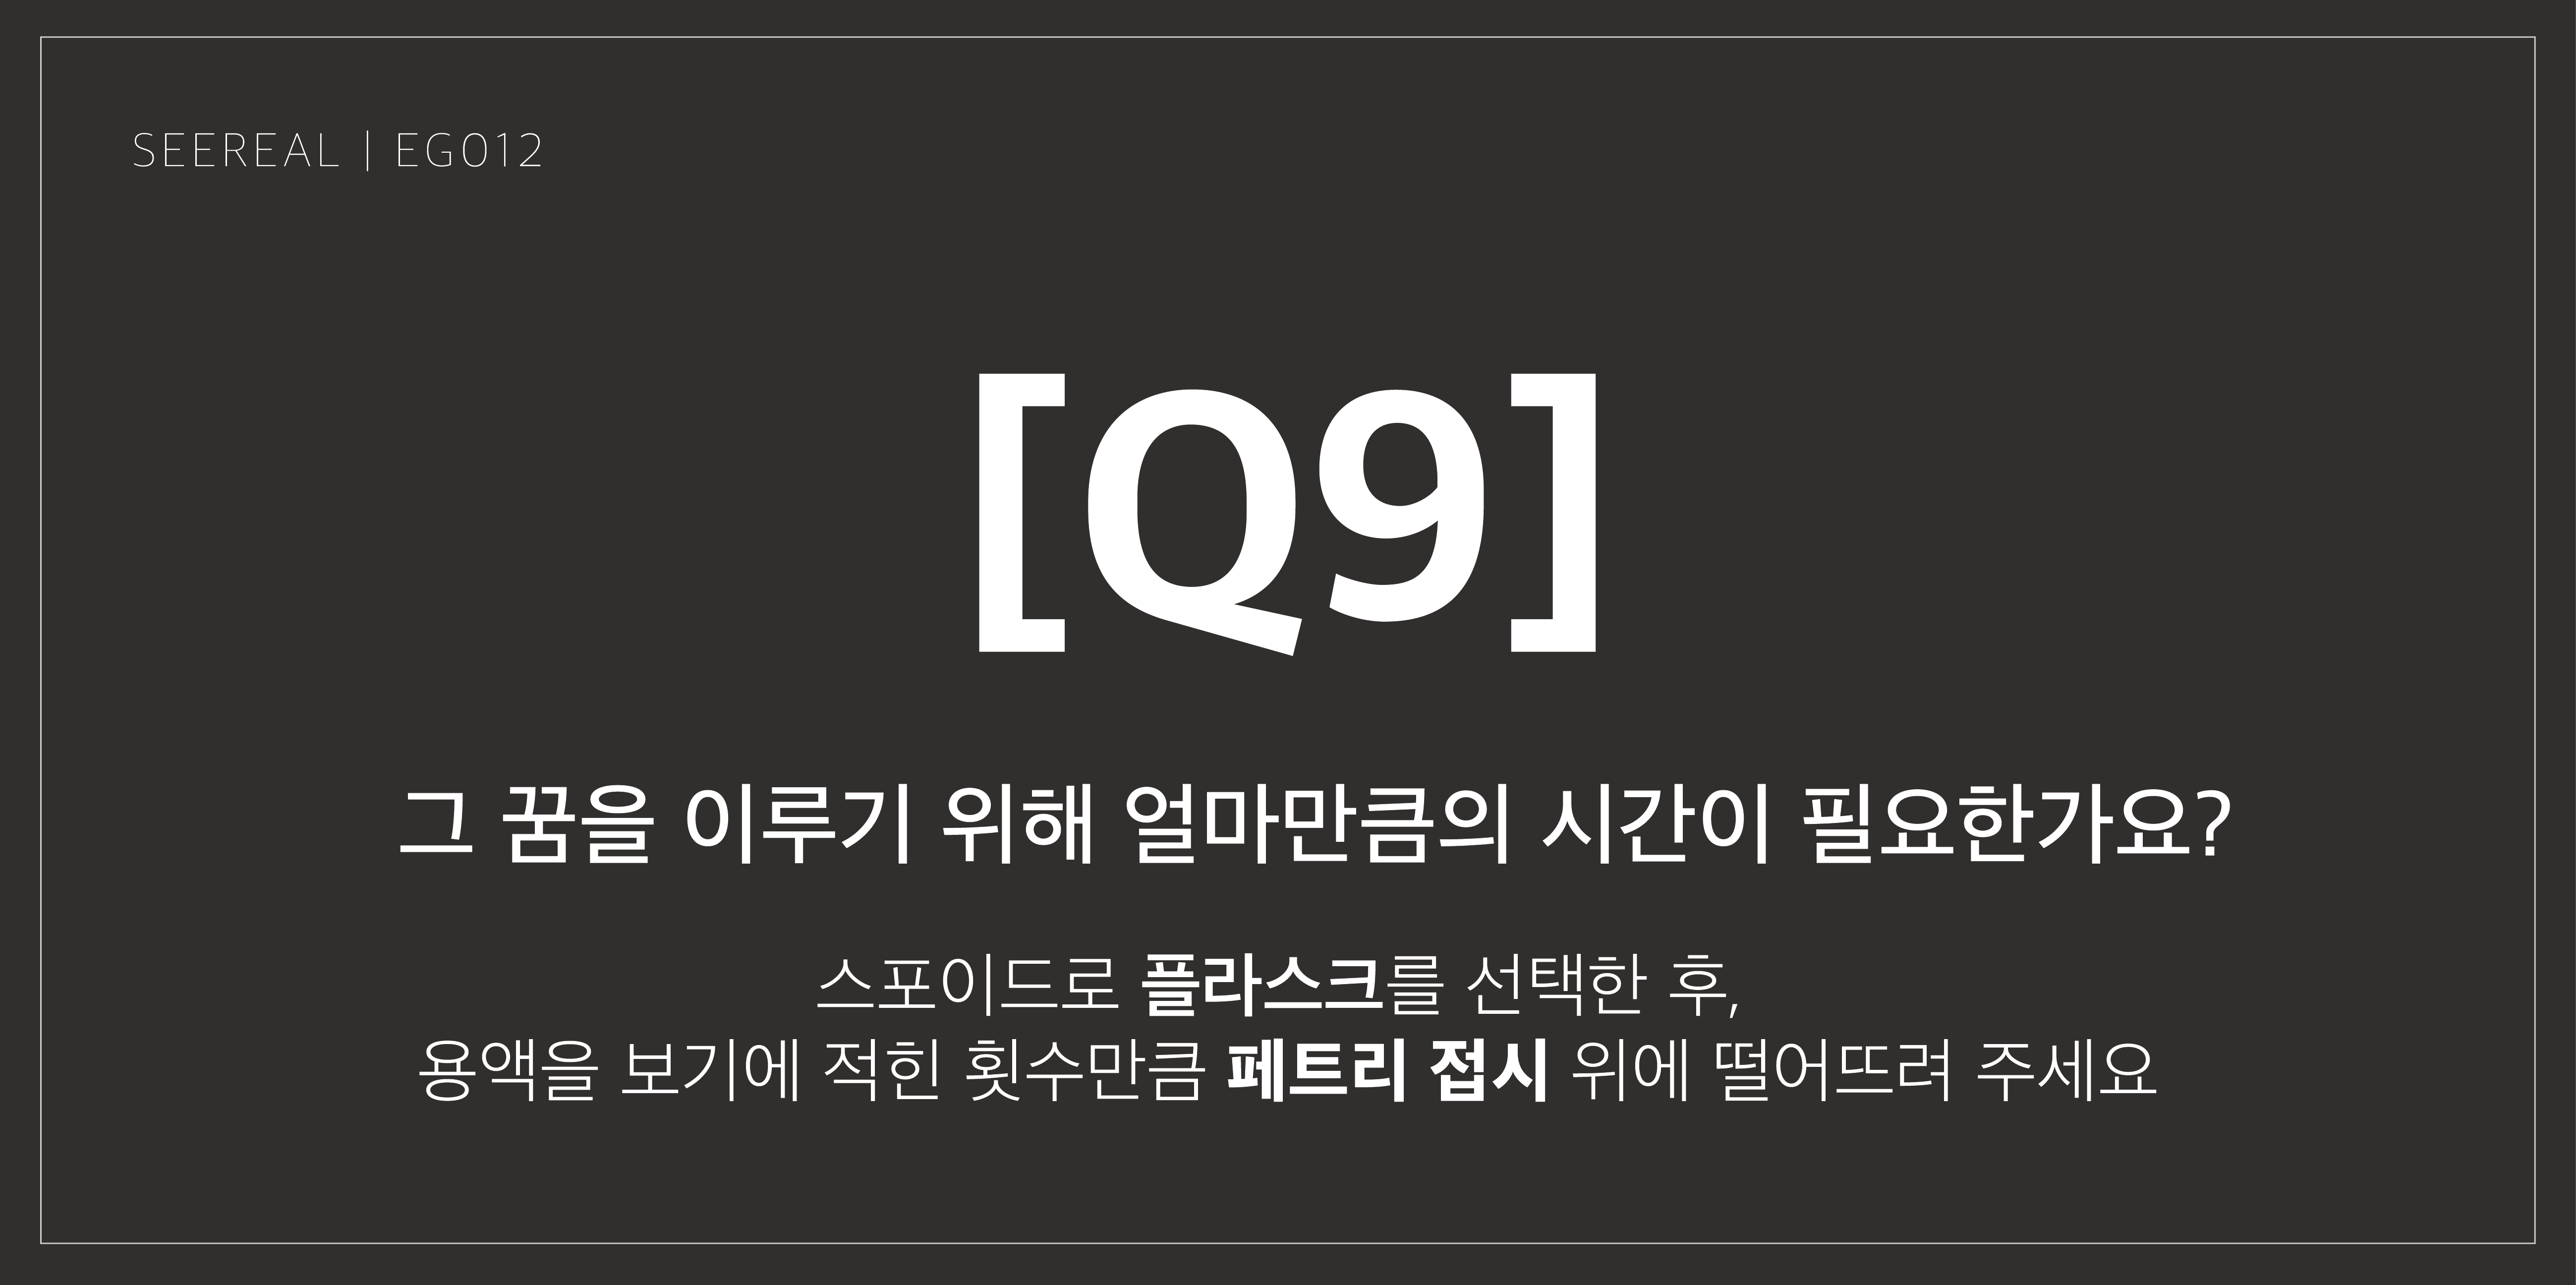 SEEREAL | EG012
[Q9]
그 꿈을 이루기 위해 얼마만큼의 시간이 필요한가요?
스포이드로 플라스크를 선택한 후,
용액을 보기에 적힌 횟수만큼 페트리 접시 위에 떨어뜨려 주세요